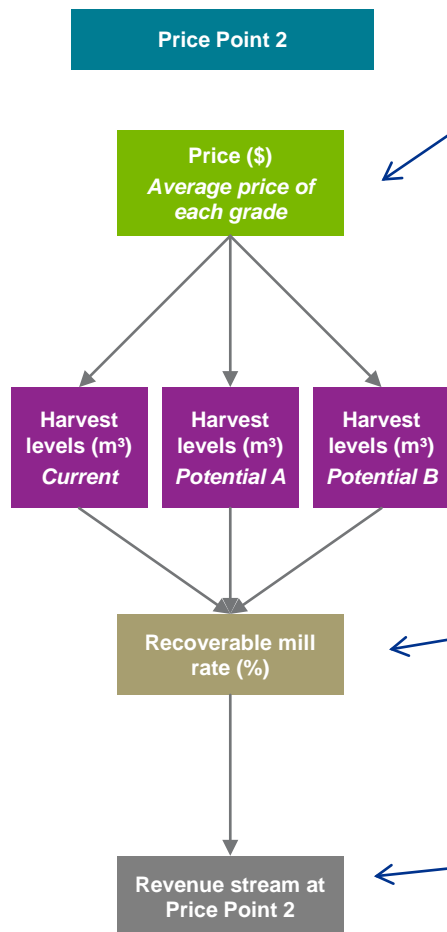 Price Point 2
Price ($)
Average price of
each grade
Harvest
levels (m³)
Current
Harvest
levels (m³)
Potential A
Harvest
levels (m³)
Potential B
Recoverable mill
rate (%)
Revenue stream at
Price Point 2